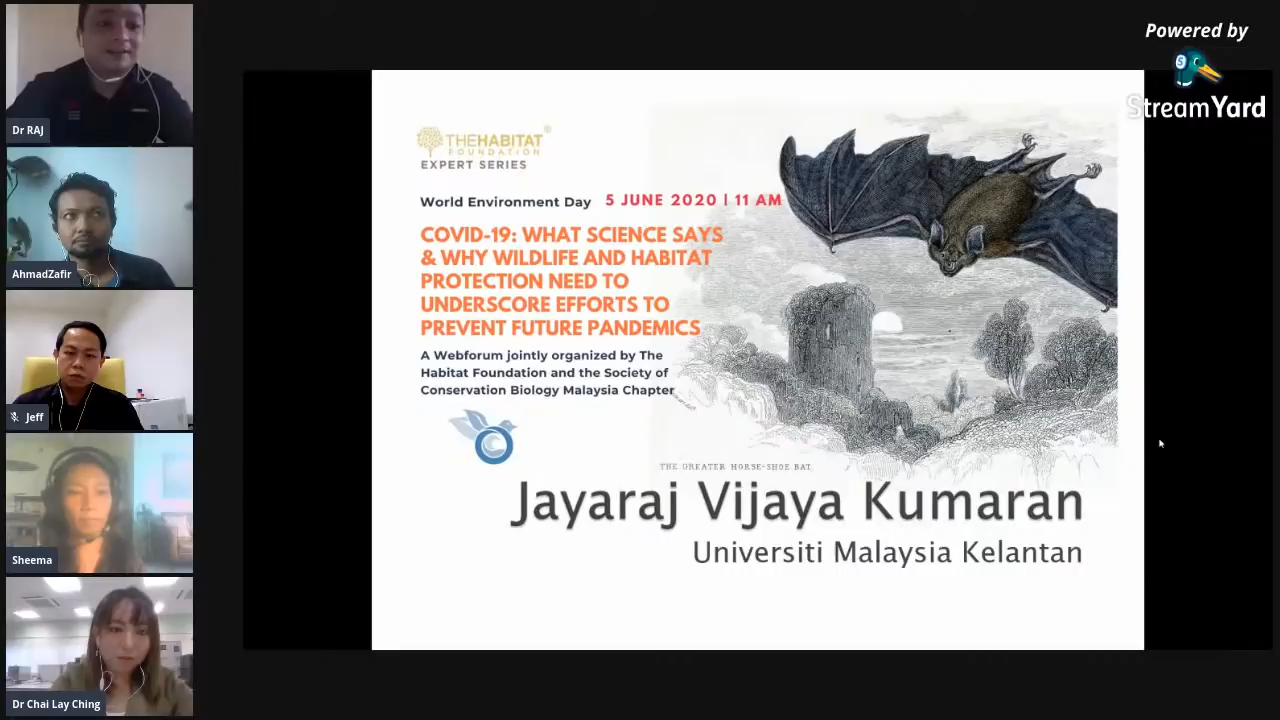 Dr RAJ
AhmadZafir
Jeff
Sheema
Dr Chai Lay Ching
THE HABITAT
FOUNDATION
EXPERT SERIES
World Environment Day 5 JUNE 2020 | 11 AM
COVID-19: WHAT SCIENCE SAYS
& WHY WILDLIFE AND HABITAT
PROTECTION NEED TO
UNDERSCORE EFFORTS TO
PREVENT FUTURE PANDEMICS
A Webforum jointly organized by The
Habitat Foundation and the Society of
Conservation Biology Malaysia Chapter
THE GREATER HORSE-SHOE BAT
Jayaraj Vijaya Kumaran
Universiti Malaysia Kelantan
Powered by
StreamYard